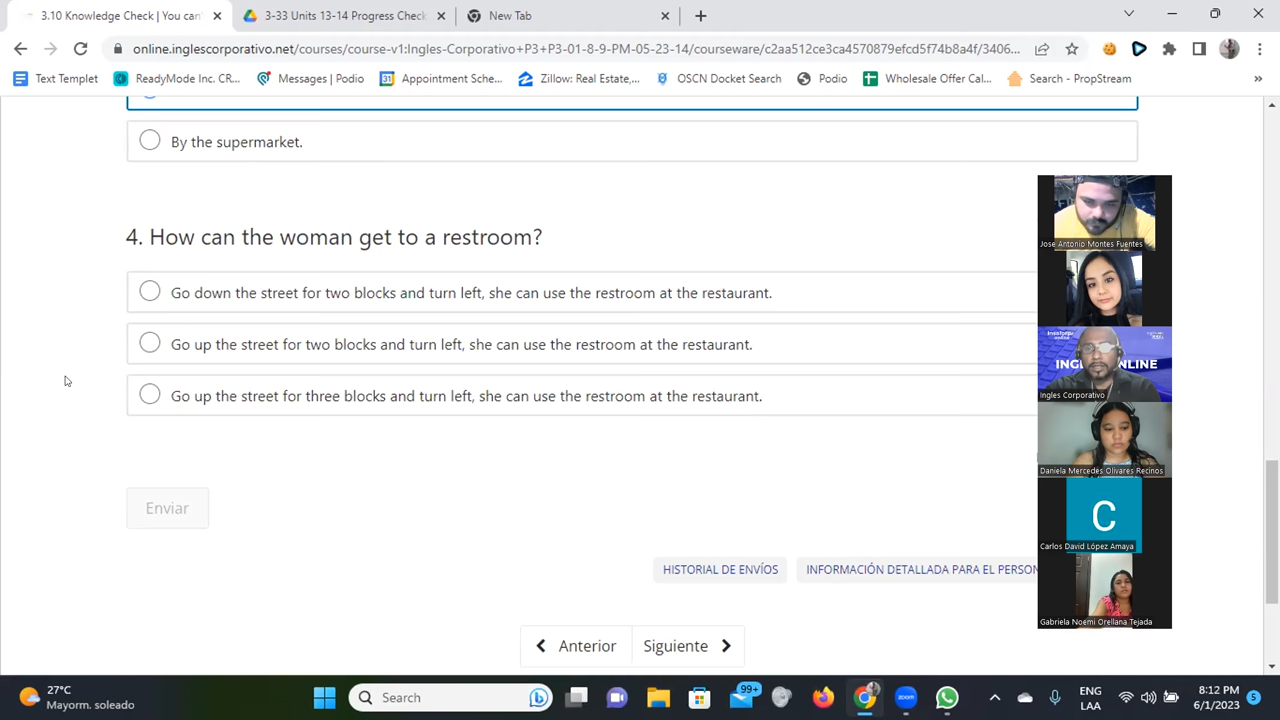 3.10 Knowledge Check | You can'
3-33 Units 13-14 Progress Check
New Tab
online.inglescorporativo.net/courses/course-v1:Ingles-Corporativo+P3+P3-01-8-9-PM-05-23-14/courseware/c2aa512ce3ca4570879efcd5f74b8a4f/3406...
Text Templet
ReadyMode Inc. CR...
Messages | Podio
Appointment Sche...
Zillow: Real Estate,...
OSCN Docket Search
Podio
Wholesale Offer Cal...
Search - PropStream
»
By the supermarket.
4. How can the woman get to a restroom?
Go down the street for two blocks and turn left, she can use the restroom at the restaurant.
Go up the street for two blocks and turn left, she can use the restroom at the restaurant.
Go up the street for three blocks and turn left, she can use the restroom at the restaurant.
Enviar
HISTORIAL DE ENVÍOS
INFORMACIÓN DETALLADA PARA EL PERSON
Anterior
Siguiente
Jose Antonio Montes Fuentes
Ingles Corporativo
Daniela Mercedes Olivares Recinos
C
Carlos David López Amaya
Gabriela Noemi Orellana Tejada
27°C
Mayorm. soleado
Search
99+
zoom
ENG
LAA
8:12 PM
6/1/2023
5